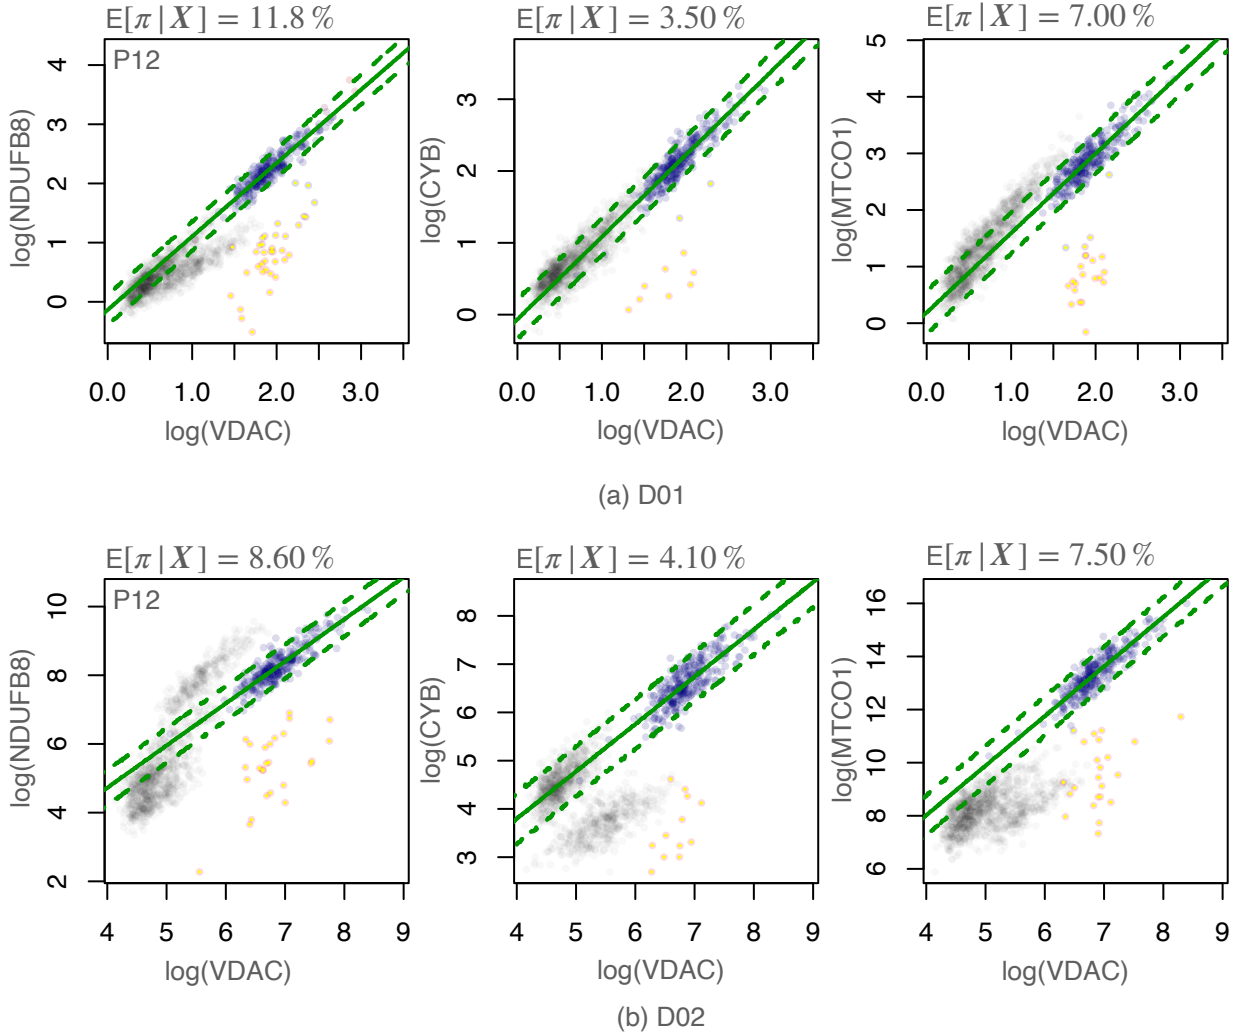 E[π | X] = 11.8 %
E[π | X] = 3.50 %
E[π | X] = 7.00 %
P12
log(NDUFB8)
0 1 2 3 4
0.0 1.0 2.0 3.0
log(VDAC)
log(CYB)
0 1 2 3
0.0 1.0 2.0 3.0
log(VDAC)
log(MTCO1)
0 1 2 3 4 5
0.0 1.0 2.0 3.0
log(VDAC)
(a) D01
E[π | X] = 8.60 %
E[π | X] = 4.10 %
E[π | X] = 7.50 %
P12
log(NDUFB8)
2 4 6 8 10
4 5 6 7 8 9
log(VDAC)
log(CYB)
3 4 5 6 7 8
4 5 6 7 8 9
log(VDAC)
log(MTCO1)
6 8 10 12 14 16
4 5 6 7 8 9
log(VDAC)
(b) D02